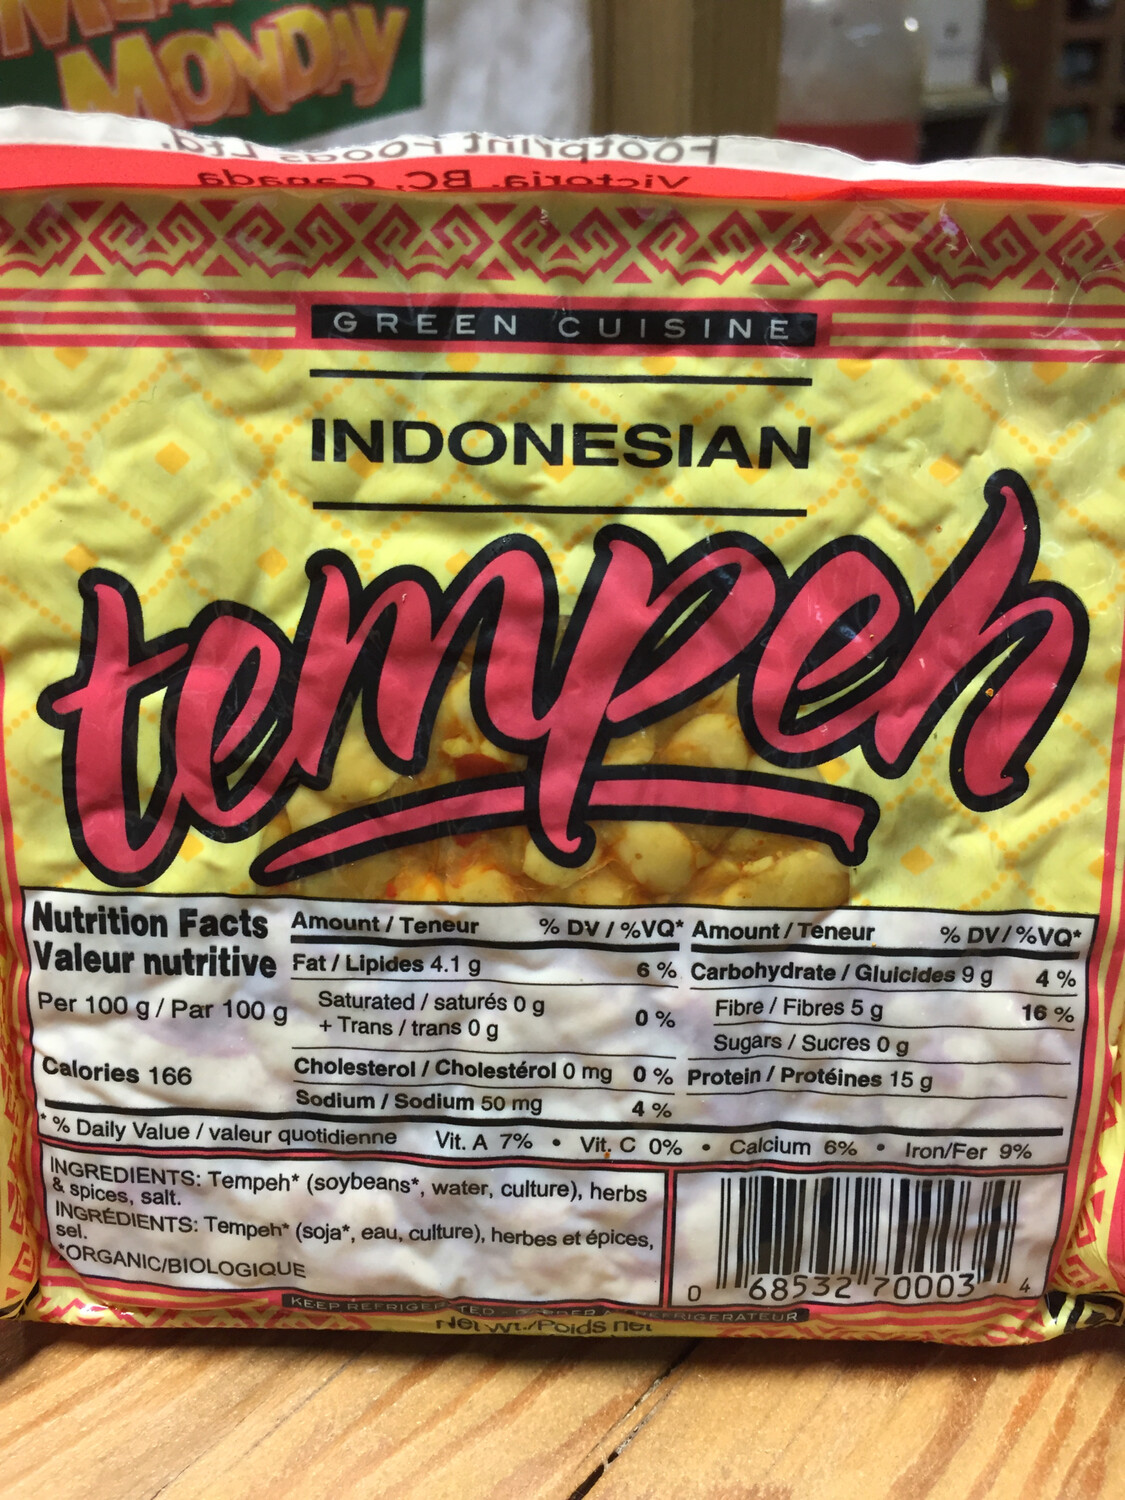 MONDAY
Footprint Foods Ltd.
Victoria, BC, Canada
GREEN CUISINE
INDONESIAN
tempeh
Nutrition Facts
Valeur nutritive
Per 100 g / Par 100 g
Calories 166
Amount / Teneur % DV / %VQ*
Fat / Lipides 4.1 g 6 %
Saturated / saturés 0 g
+ Trans / trans 0 g 0 %
Cholesterol / Cholestérol 0 mg 0 %
Sodium / Sodium 50 mg 4 %
Amount / Teneur % DV / %VQ*
Carbohydrate / Gluicides 9 g 4 %
Fibre / Fibres 5 g 16 %
Sugars / Sucres 0 g
Protein / Protéines 15 g
* % Daily Value / valeur quotidienne Vit. A 7% • Vit. C 0% • Calcium 6% • Iron/Fer 9%
INGREDIENTS: Tempeh* (soybeans*, water, culture), herbs
& spices, salt.
INGRÉDIENTS: Tempeh* (soja*, eau, culture), herbes et épices,
sel.
*ORGANIC/BIOLOGIQUE
0 68532 70003 4
KEEP REFRIGERATED
Net Wt./Poids net